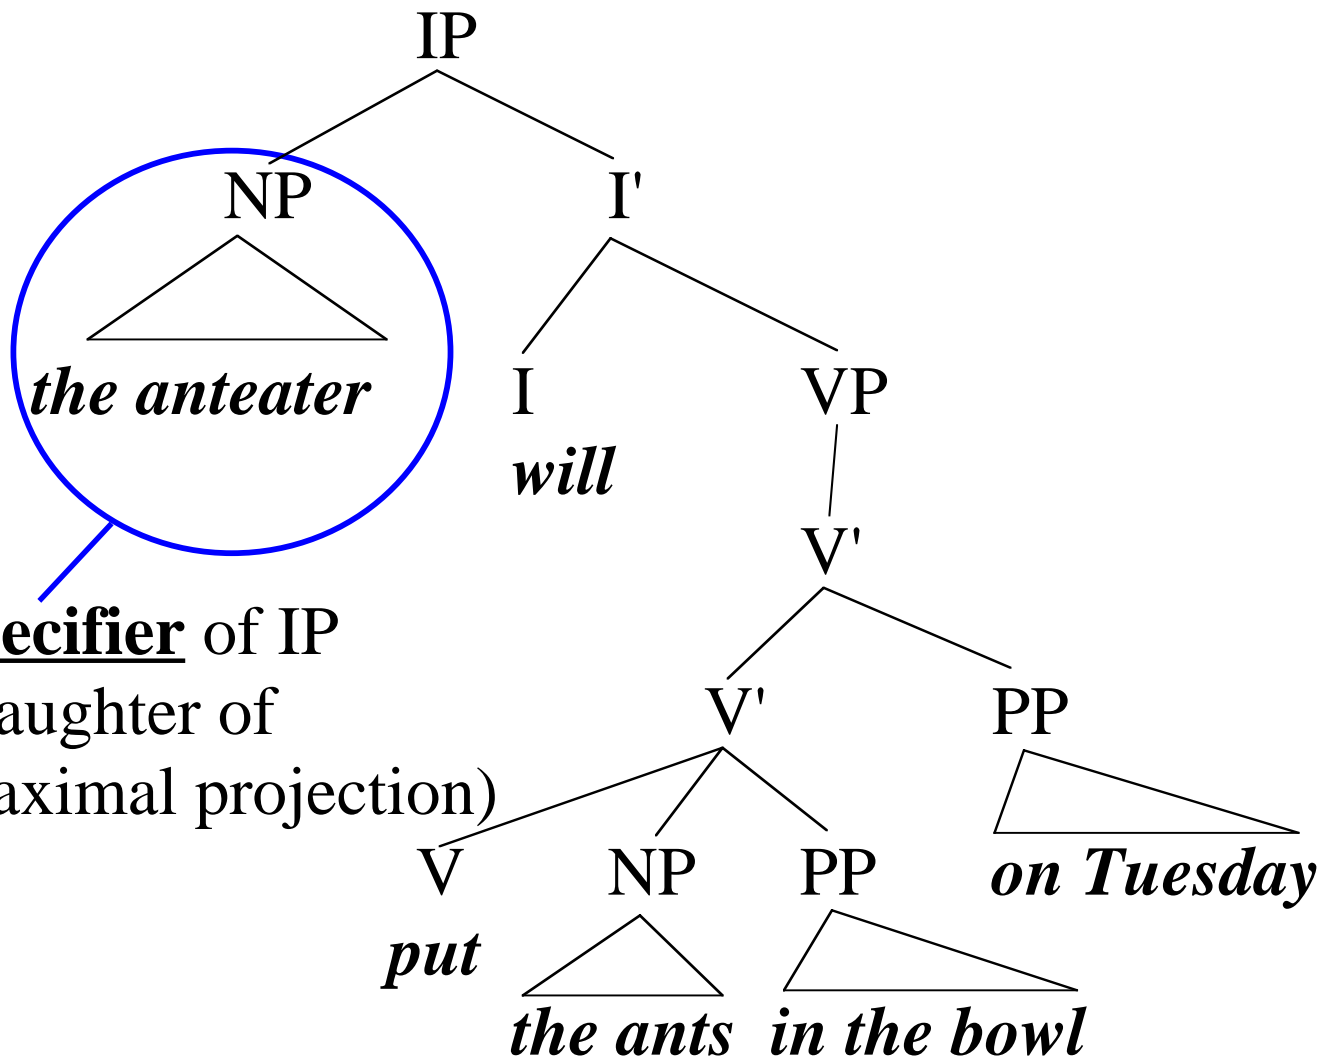 IP
NP I'
the anteater I VP
will
V'
ecifier of IP
aughter of V' PP
aximal projection)
V NP PP on Tuesday
put
the ants in the bowl